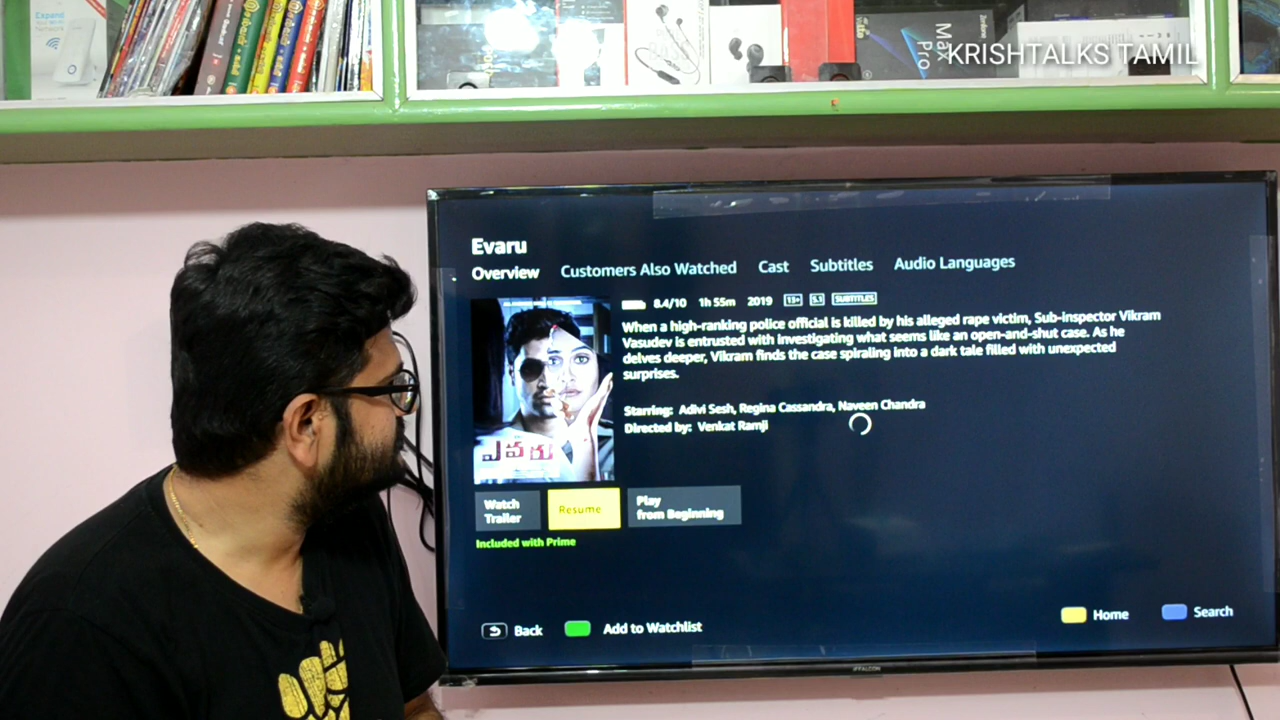 Expand
KRISHTALKS TAMIL
Max
Pro
Evaru
Overview Customers Also Watched Cast Subtitles Audio Languages
8.4/10 1h 55m 2019 13+ 5.1 SUBTITLES
When a high-ranking police official is killed by his alleged rape victim, Sub-inspector Vikram
Vasudev is entrusted with investigating what seems like an open-and-shut case. As he
delves deeper, Vikram finds the case spiraling into a dark tale filled with unexpected
surprises.
Starring: Adivi Sesh, Regina Cassandra, Naveen Chandra
Directed by: Venkat Ramji
ఎవరు
Watch
Trailer
Resume
Play
from Beginning
Included with Prime
Back Add to Watchlist Home Search
iFFALCON